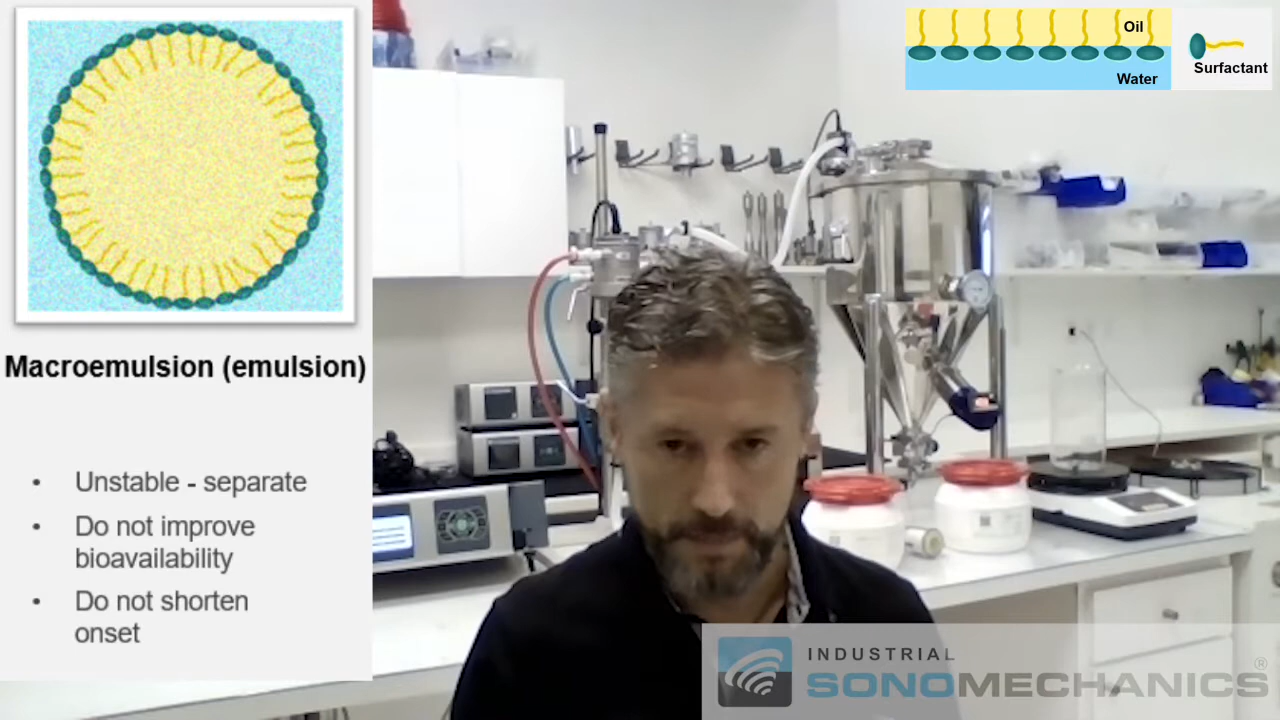 Oil
Water
Surfactant
Macroemulsion (emulsion)
• Unstable - separate
• Do not improve
bioavailability
• Do not shorten
onset
INDUSTRIAL
SONOMECHANICS®